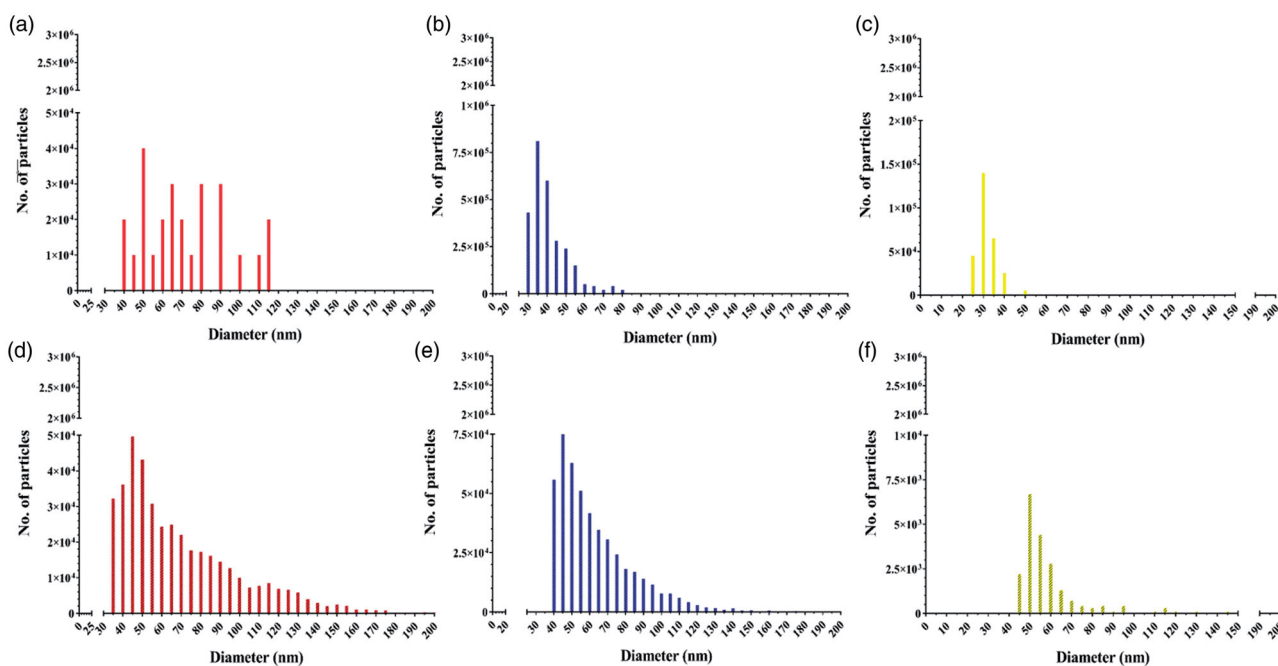 (a)
3×10⁶
2.5×10⁶
2×10⁶
5×10⁴
4×10⁴
3×10⁴
2×10⁴
1×10⁴
0
No. of particles
0 25 30 40 50 60 70 80 90 100 110 120 130 140 150 160 170 180 190 200
Diameter (nm)
(b)
3×10⁶
2.5×10⁶
2×10⁶
1×10⁶
7.5×10⁵
5×10⁵
2.5×10⁵
0
No. of particles
0 20 30 40 50 60 70 80 90 100 110 120 130 140 150 160 170 180 190 200
Diameter (nm)
(c)
3×10⁶
2.5×10⁶
2×10⁶
2×10⁵
1.5×10⁵
1×10⁵
5×10⁴
0
No. of particles
0 10 20 30 40 50 60 70 80 90 100 110 120 130 140 150 190 200
Diameter (nm)
(d)
3×10⁶
2.5×10⁶
2×10⁶
5×10⁴
4×10⁴
3×10⁴
2×10⁴
1×10⁴
0
No. of particles
0 25 30 40 50 60 70 80 90 100 110 120 130 140 150 160 170 180 190 200
Diameter (nm)
(e)
3×10⁶
2.5×10⁶
2×10⁶
7.5×10⁴
5×10⁴
2.5×10⁴
0
No. of particles
0 20 30 40 50 60 70 80 90 100 110 120 130 140 150 160 170 180 190 200
Diameter (nm)
(f)
3×10⁶
2.5×10⁶
2×10⁶
1×10⁴
7.5×10³
5×10³
2.5×10³
0
No. of particles
0 10 20 30 40 50 60 70 80 90 100 110 120 130 140 150 190 200
Diameter (nm)